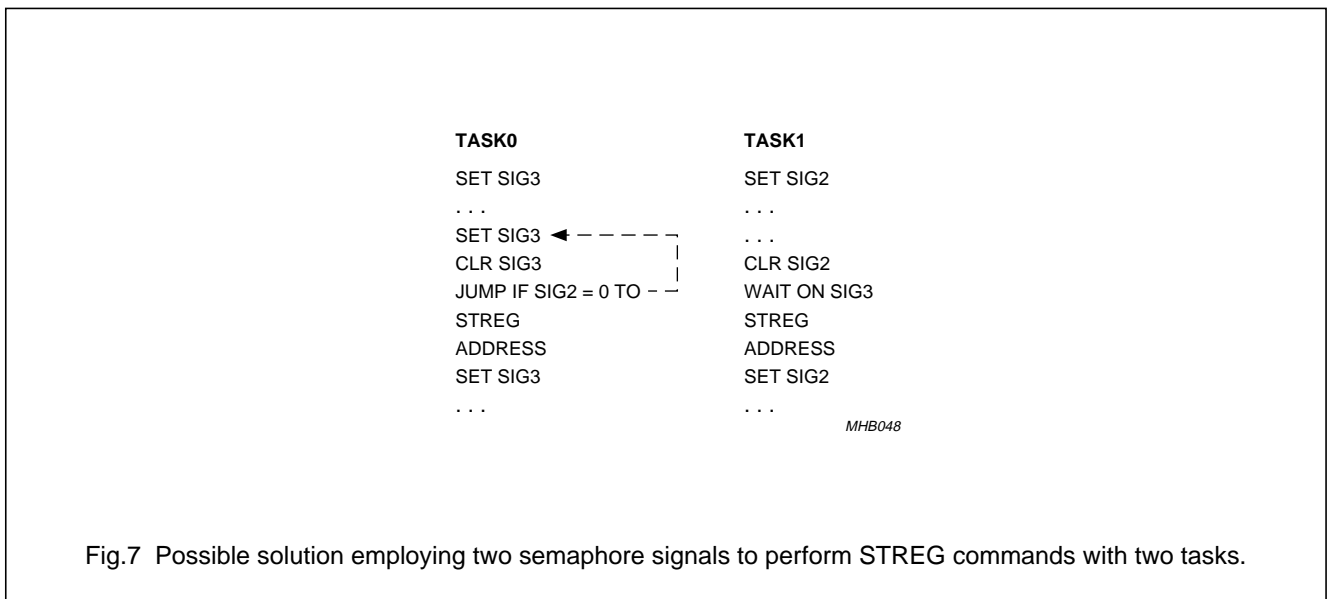 TASK0
SET SIG3
. . .
SET SIG3
CLR SIG3
JUMP IF SIG2 = 0 TO
STREG
ADDRESS
SET SIG3
. . .
TASK1
SET SIG2
. . .
. . .
CLR SIG2
WAIT ON SIG3
STREG
ADDRESS
SET SIG2
. . .
MHB048
Fig.7 Possible solution employing two semaphore signals to perform STREG commands with two tasks.